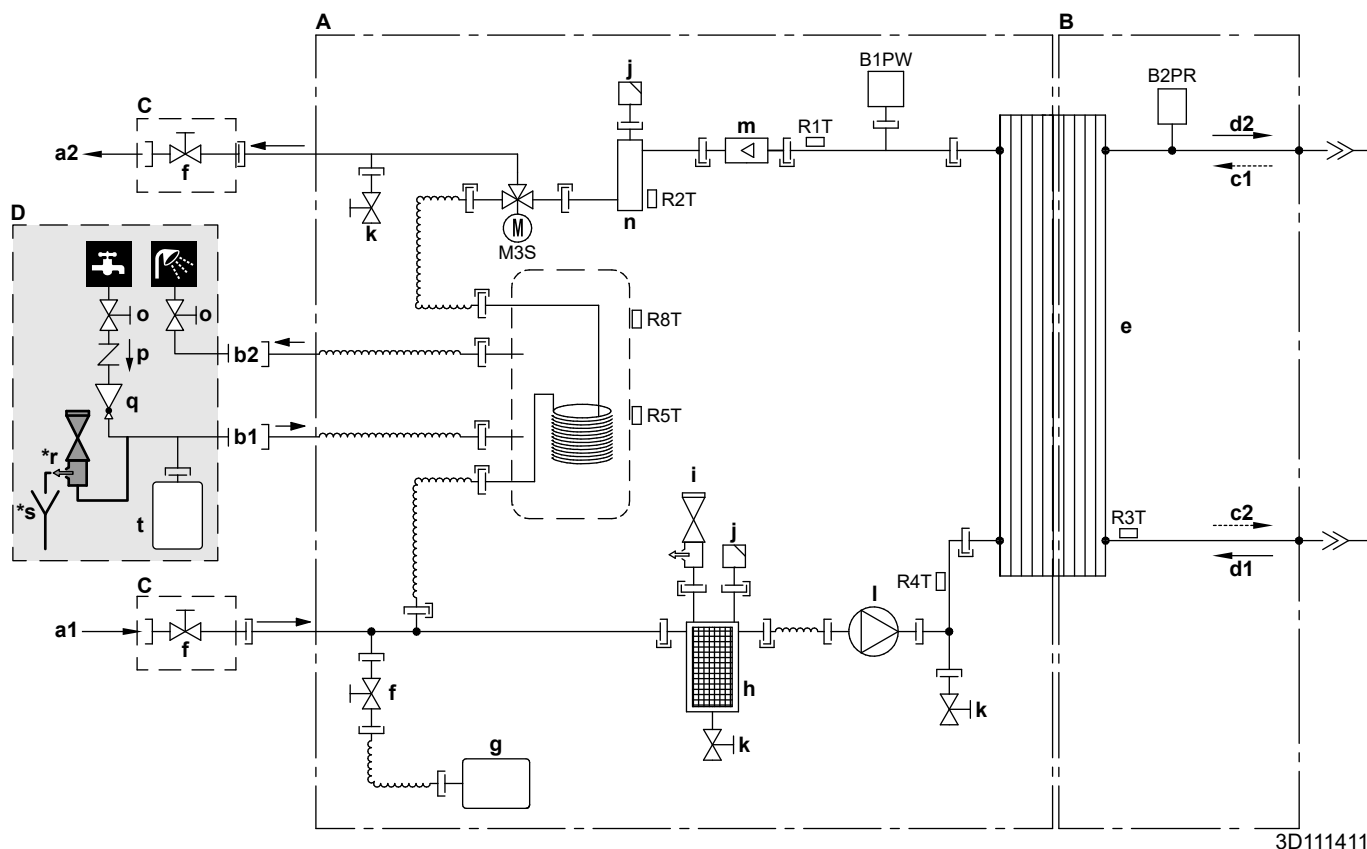 A
B
j
B1PW
B2PR
C
m
R1T
d2
a2
f
c1
k
n
R2T
M
M3S
D
o
o
R8T
e
p
b2
q
R5T
b1
*r
i
*s
t
j
R3T
c2
C
R4T
d1
l
a1
f
f
h
k
k
g
3D111411